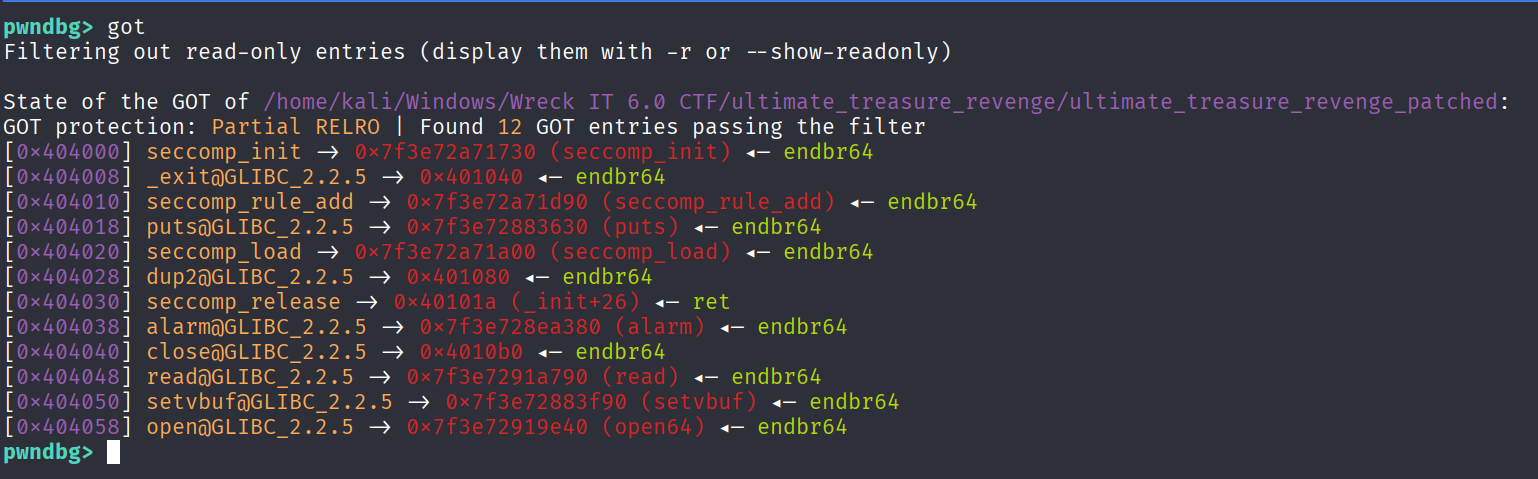 pwndbg> got
Filtering out read-only entries (display them with -r or --show-readonly)
State of the GOT of /home/kali/Windows/Wreck IT 6.0 CTF/ultimate_treasure_revenge/ultimate_treasure_revenge_patched:
GOT protection: Partial RELRO | Found 12 GOT entries passing the filter
[0×404000] seccomp_init → 0×7f3e72a71730 (seccomp_init) ◂— endbr64
[0×404008] _exit@GLIBC_2.2.5 → 0×401040 ◂— endbr64
[0×404010] seccomp_rule_add → 0×7f3e72a71d90 (seccomp_rule_add) ◂— endbr64
[0×404018] puts@GLIBC_2.2.5 → 0×7f3e72883630 (puts) ◂— endbr64
[0×404020] seccomp_load → 0×7f3e72a71a00 (seccomp_load) ◂— endbr64
[0×404028] dup2@GLIBC_2.2.5 → 0×401080 ◂— endbr64
[0×404030] seccomp_release → 0×40101a (_init+26) ◂— ret
[0×404038] alarm@GLIBC_2.2.5 → 0×7f3e728ea380 (alarm) ◂— endbr64
[0×404040] close@GLIBC_2.2.5 → 0×4010b0 ◂— endbr64
[0×404048] read@GLIBC_2.2.5 → 0×7f3e7291a790 (read) ◂— endbr64
[0×404050] setvbuf@GLIBC_2.2.5 → 0×7f3e72883f90 (setvbuf) ◂— endbr64
[0×404058] open@GLIBC_2.2.5 → 0×7f3e72919e40 (open64) ◂— endbr64
pwndbg>